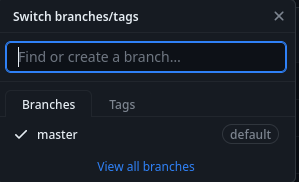 Switch branches/tags
Find or create a branch...
Branches Tags
master default
View all branches